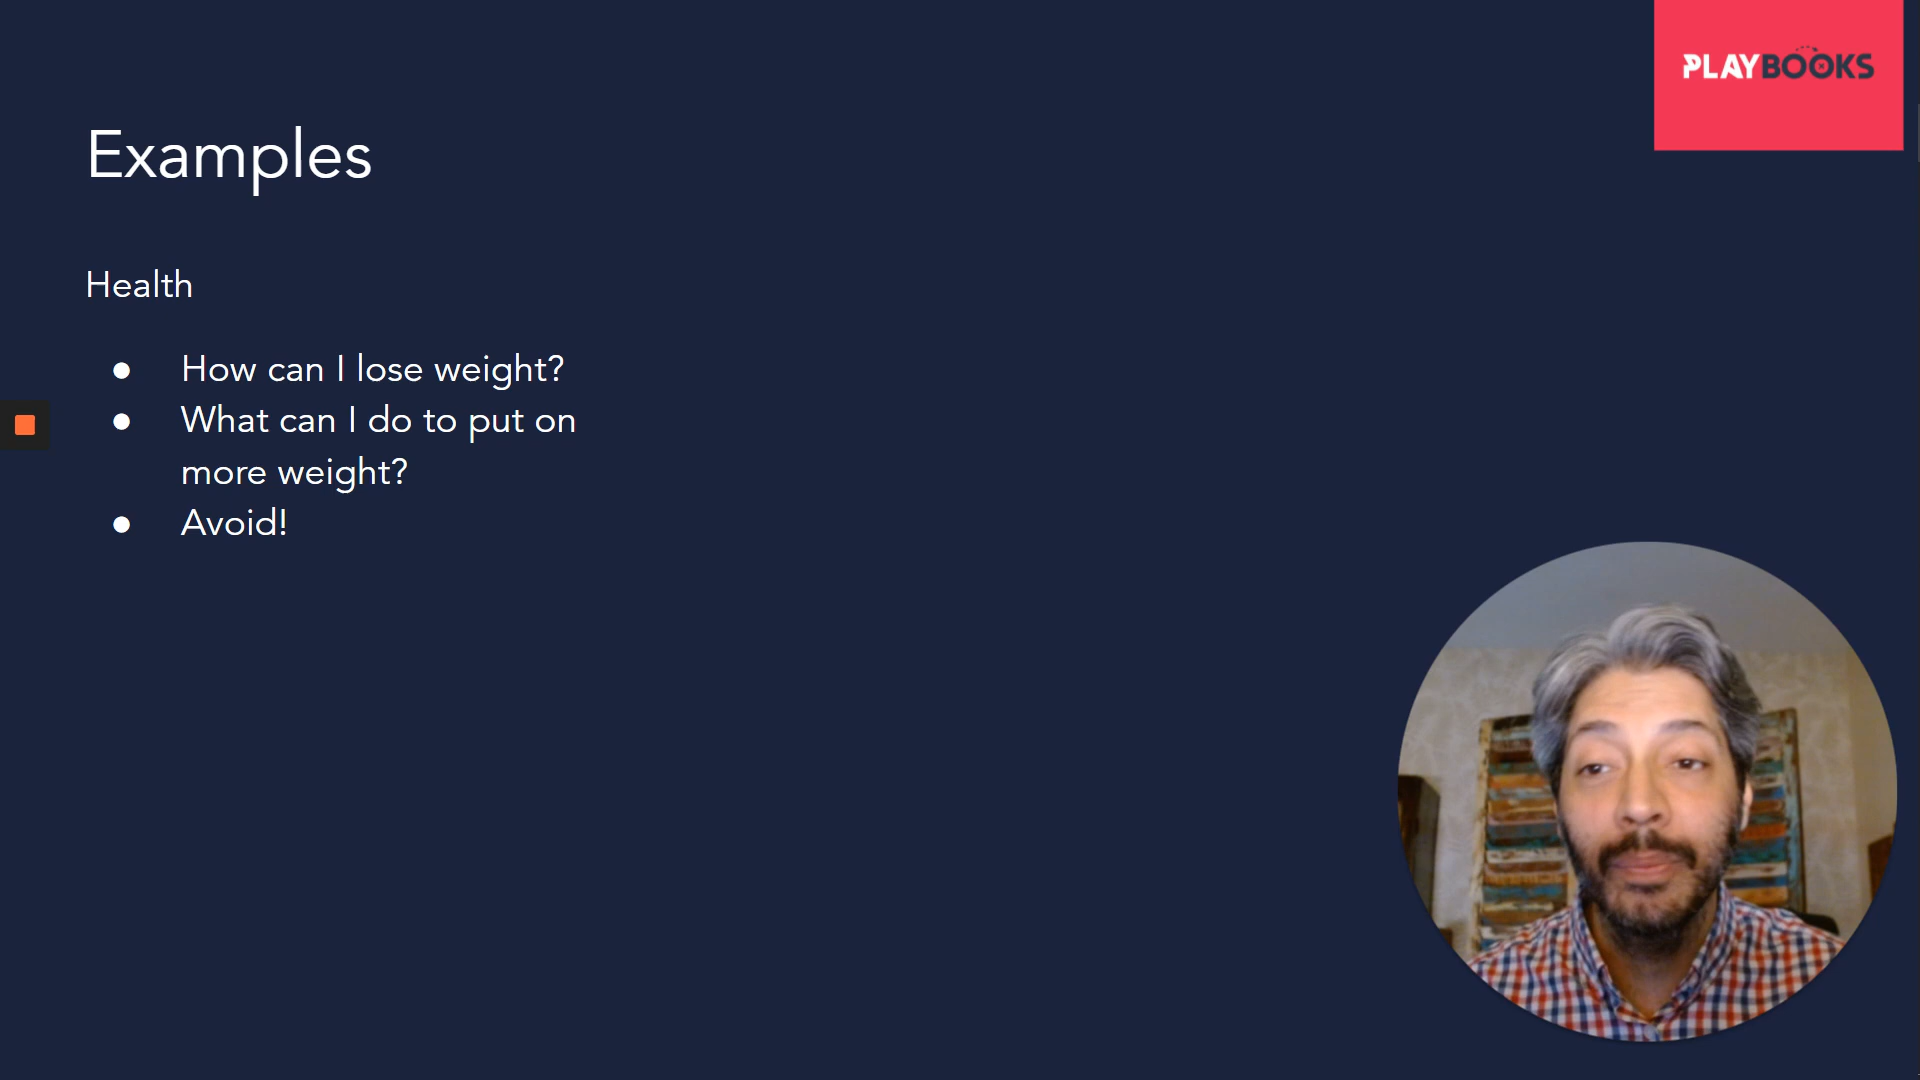 PLAYBOOKS
Examples
Health
● How can I lose weight?
● What can I do to put on
more weight?
● Avoid!